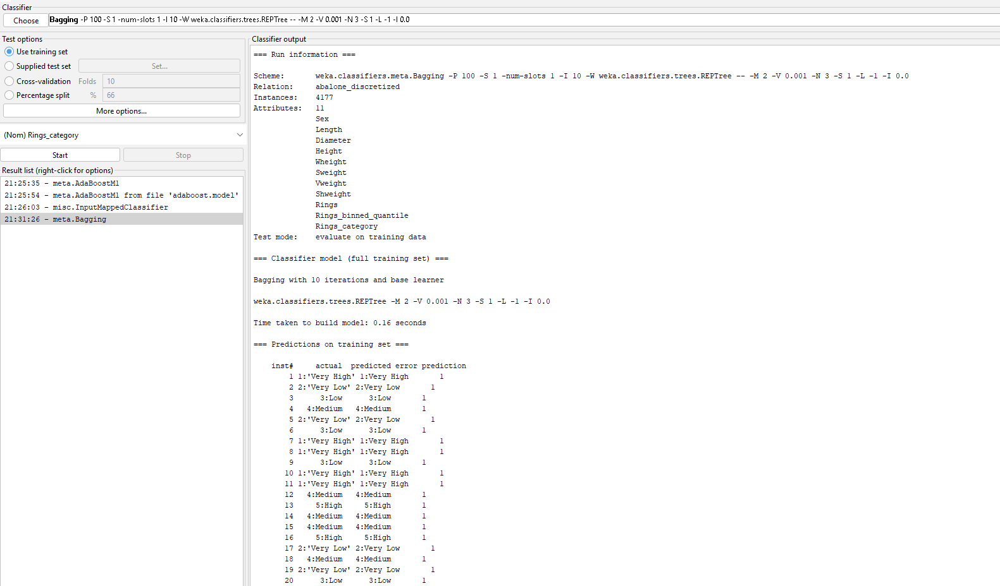 Classifier
Choose Bagging -P 100 -S 1 -num-slots 1 -I 10 -W weka.classifiers.trees.REPTree -- -M 2 -V 0.001 -N 3 -S 1 -L -1 -I 0.0
Test options
Use training set
Supplied test set Set...
Cross-validation Folds 10
Percentage split % 66
More options...
(Nom) Rings_category
Start Stop
Result list (right-click for options)
21:25:35 - meta.AdaBoostM1
21:25:54 - meta.AdaBoostM1 from file 'adaboost.model'
21:26:03 - misc.InputMappedClassifier
21:31:26 - meta.Bagging
Classifier output
=== Run information ===
Scheme: weka.classifiers.meta.Bagging -P 100 -S 1 -num-slots 1 -I 10 -W weka.classifiers.trees.REPTree -- -M 2 -V 0.001 -N 3 -S 1 -L -1 -I 0.0
Relation: abalone_discretized
Instances: 4177
Attributes: 11
Sex
Length
Diameter
Height
Wheight
Sweight
Vweight
Shweight
Rings
Rings_binned_quantile
Rings_category
Test mode: evaluate on training data
=== Classifier model (full training set) ===
Bagging with 10 iterations and base learner
weka.classifiers.trees.REPTree -M 2 -V 0.001 -N 3 -S 1 -L -1 -I 0.0
Time taken to build model: 0.16 seconds
=== Predictions on training set ===
inst# actual predicted error prediction
1 1:'Very High' 1:Very High 1
2 2:'Very Low' 2:Very Low 1
3 3:Low 3:Low 1
4 4:Medium 4:Medium 1
5 2:'Very Low' 2:Very Low 1
6 3:Low 3:Low 1
7 1:'Very High' 1:Very High 1
8 1:'Very High' 1:Very High 1
9 3:Low 3:Low 1
10 1:'Very High' 1:Very High 1
11 1:'Very High' 1:Very High 1
12 4:Medium 4:Medium 1
13 5:High 5:High 1
14 4:Medium 4:Medium 1
15 4:Medium 4:Medium 1
16 5:High 5:High 1
17 2:'Very Low' 2:Very Low 1
18 4:Medium 4:Medium 1
19 2:'Very Low' 2:Very Low 1
20 3:Low 3:Low 1